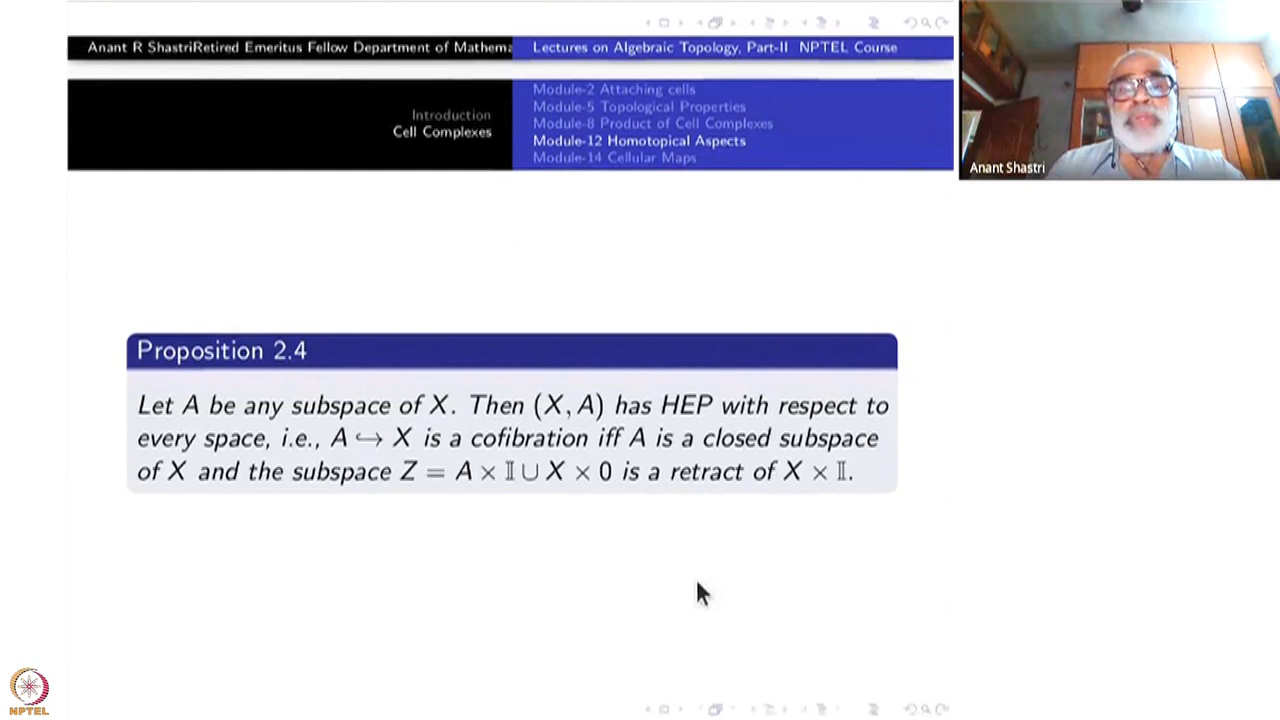 Anant R ShastriRetired Emeritus Fellow Department of Mathema
Lectures on Algebraic Topology, Part-II NPTEL Course
Introduction
Cell Complexes
Module-2 Attaching cells
Module-5 Topological Properties
Module-8 Product of Cell Complexes
Module-12 Homotopical Aspects
Module-14 Cellular Maps
Anant Shastri
Proposition 2.4
Let A be any subspace of X. Then (X, A) has HEP with respect to
every space, i.e., A ↪ X is a cofibration iff A is a closed subspace
of X and the subspace Z = A × 𝕀 ∪ X × 0 is a retract of X × 𝕀.
NPTEL